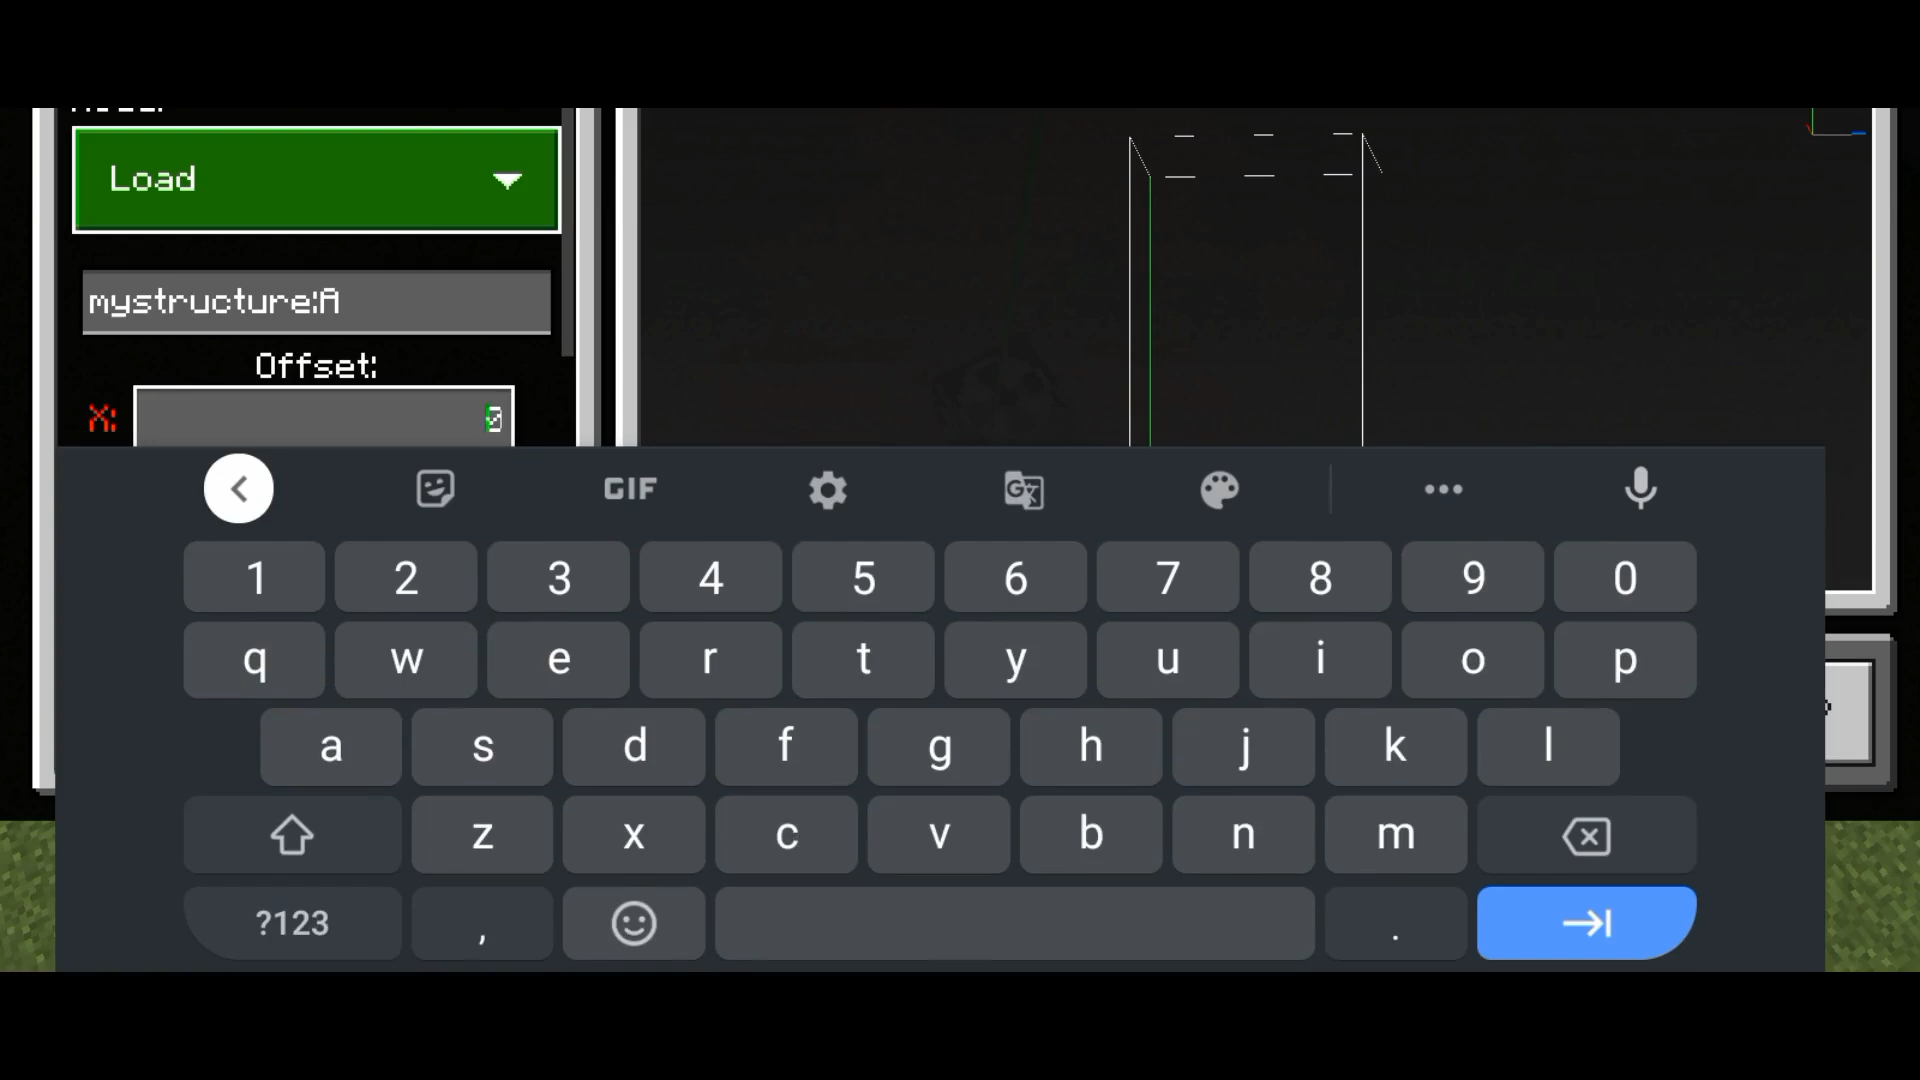 Load
mystructure:A
Offset:
X: 0
GIF
1 2 3 4 5 6 7 8 9 0
q w e r t y u i o p
a s d f g h j k l
z x c v b n m
?123 , .